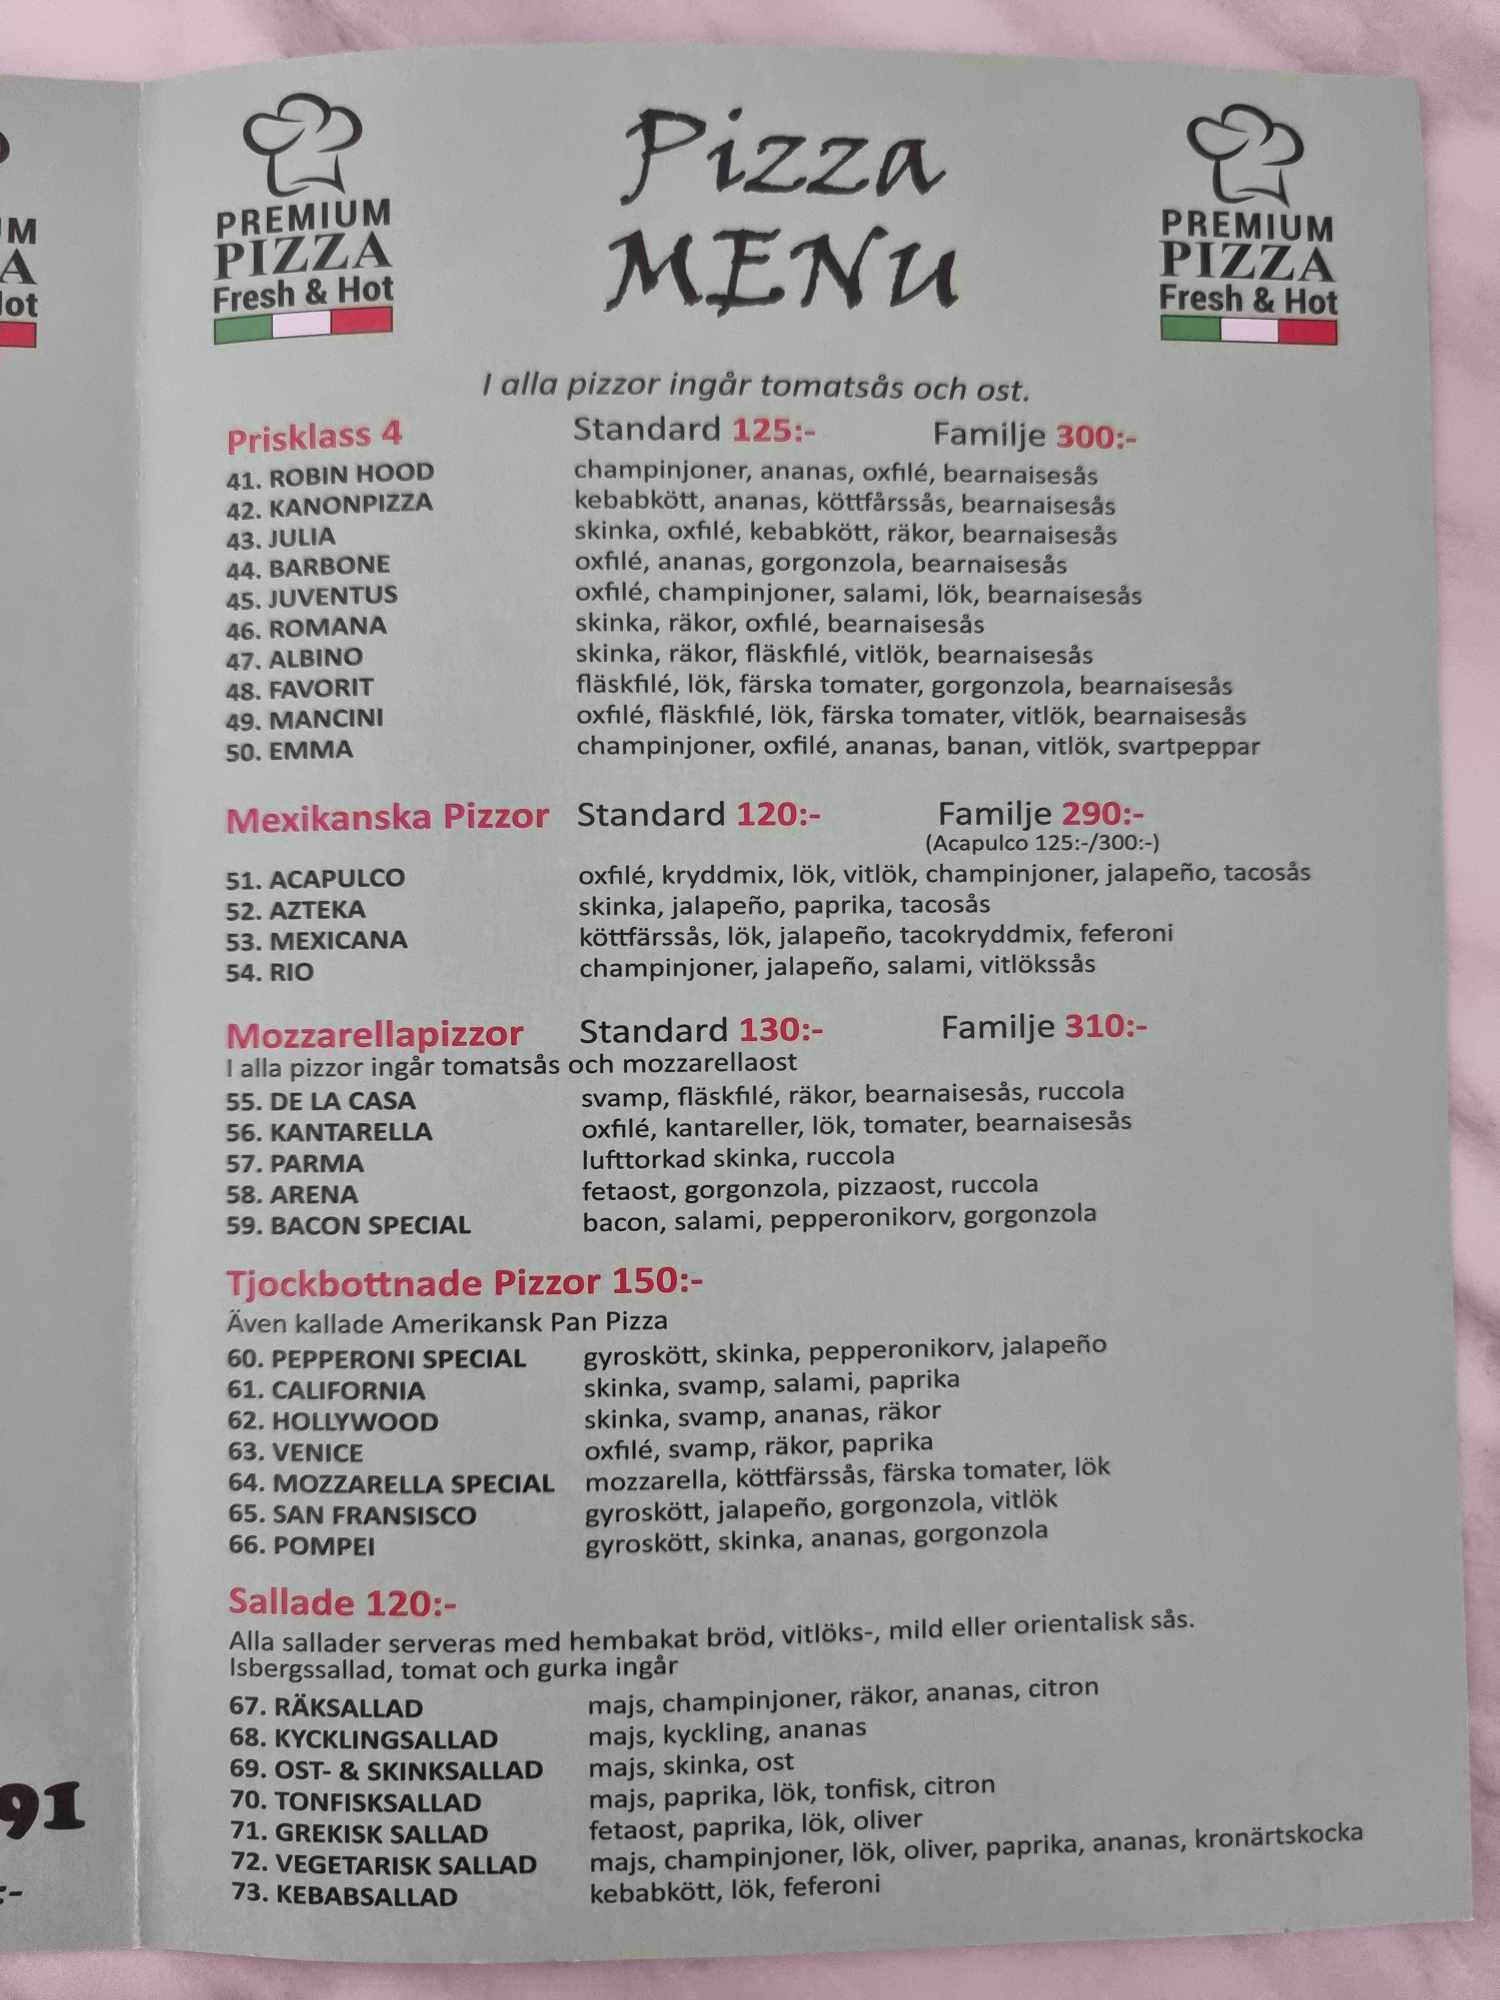 PREMIUM
PIZZA
Fresh & Hot
Pizza
MENU
PREMIUM
PIZZA
Fresh & Hot
I alla pizzor ingår tomatsås och ost.
Prisklass 4 Standard 125:- Familje 300:-
41. ROBIN HOOD champinjoner, ananas, oxfilé, bearnaisesås
42. KANONPIZZA kebabkött, ananas, köttfårssås, bearnaisesås
43. JULIA skinka, oxfilé, kebabkött, räkor, bearnaisesås
44. BARBONE oxfilé, ananas, gorgonzola, bearnaisesås
45. JUVENTUS oxfilé, champinjoner, salami, lök, bearnaisesås
46. ROMANA skinka, räkor, oxfilé, bearnaisesås
47. ALBINO skinka, räkor, fläskfilé, vitlök, bearnaisesås
48. FAVORIT fläskfilé, lök, färska tomater, gorgonzola, bearnaisesås
49. MANCINI oxfilé, fläskfilé, lök, färska tomater, vitlök, bearnaisesås
50. EMMA champinjoner, oxfilé, ananas, banan, vitlök, svartpeppar
Mexikanska Pizzor Standard 120:- Familje 290:-
(Acapulco 125:-/300:-)
51. ACAPULCO oxfilé, kryddmix, lök, vitlök, champinjoner, jalapeño, tacosås
52. AZTEKA skinka, jalapeño, paprika, tacosås
53. MEXICANA köttfärssås, lök, jalapeño, tacokryddmix, feferoni
54. RIO champinjoner, jalapeño, salami, vitlökssås
Mozzarellapizzor Standard 130:- Familje 310:-
I alla pizzor ingår tomatsås och mozzarellaost
55. DE LA CASA svamp, fläskfilé, räkor, bearnaisesås, ruccola
56. KANTARELLA oxfilé, kantareller, lök, tomater, bearnaisesås
57. PARMA lufttorkad skinka, ruccola
58. ARENA fetaost, gorgonzola, pizzaost, ruccola
59. BACON SPECIAL bacon, salami, pepperonikorv, gorgonzola
Tjockbottnade Pizzor 150:-
Även kallade Amerikansk Pan Pizza
60. PEPPERONI SPECIAL gyroskött, skinka, pepperonikorv, jalapeño
61. CALIFORNIA skinka, svamp, salami, paprika
62. HOLLYWOOD skinka, svamp, ananas, räkor
63. VENICE oxfilé, svamp, räkor, paprika
64. MOZZARELLA SPECIAL mozzarella, köttfärssås, färska tomater, lök
65. SAN FRANSISCO gyroskött, jalapeño, gorgonzola, vitlök
66. POMPEI gyroskött, skinka, ananas, gorgonzola
Sallade 120:-
Alla sallader serveras med hembakat bröd, vitlöks-, mild eller orientalisk sås.
Isbergssallad, tomat och gurka ingår
67. RÄKSALLAD majs, champinjoner, räkor, ananas, citron
68. KYCKLINGSALLAD majs, kyckling, ananas
69. OST- & SKINKSALLAD majs, skinka, ost
70. TONFISKSALLAD majs, paprika, lök, tonfisk, citron
71. GREKISK SALLAD fetaost, paprika, lök, oliver
72. VEGETARISK SALLAD majs, champinjoner, lök, oliver, paprika, ananas, kronärtskocka
73. KEBABSALLAD kebabkött, lök, feferoni
91